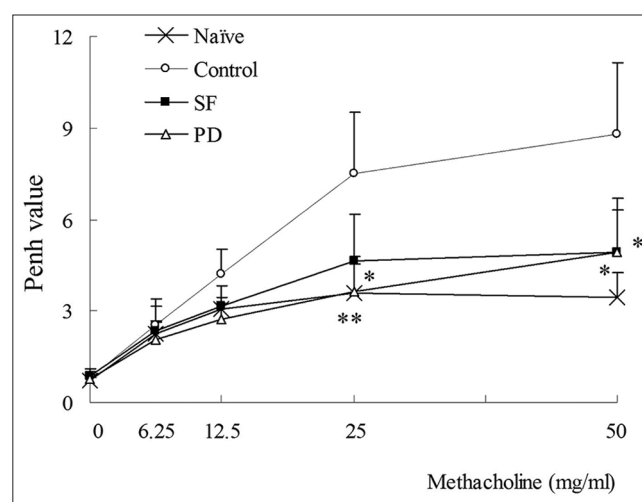 12
9
6
3
0
Penh value
Naïve
Control
SF
PD
*
**
*
*
0 6.25 12.5 25 50
Methacholine (mg/ml)